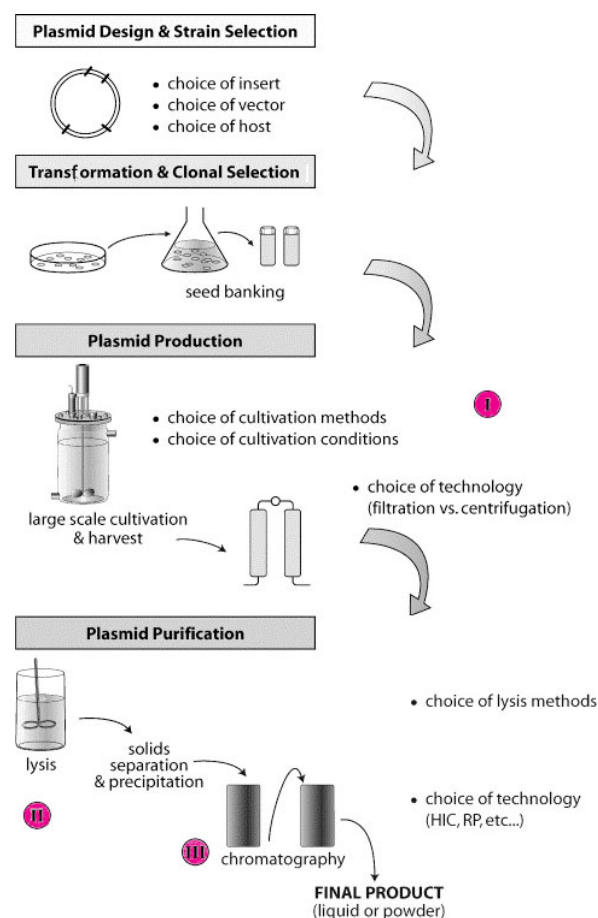 Plasmid Design & Strain Selection
• choice of insert
• choice of vector
• choice of host
Transformation & Clonal Selection
seed banking
Plasmid Production
I
• choice of cultivation methods
• choice of cultivation conditions
• choice of technology
(filtration vs. centrifugation)
large scale cultivation
& harvest
Plasmid Purification
• choice of lysis methods
lysis
solids
separation
& precipitation
II
• choice of technology
(HIC, RP, etc...)
III
chromatography
FINAL PRODUCT
(liquid or powder)